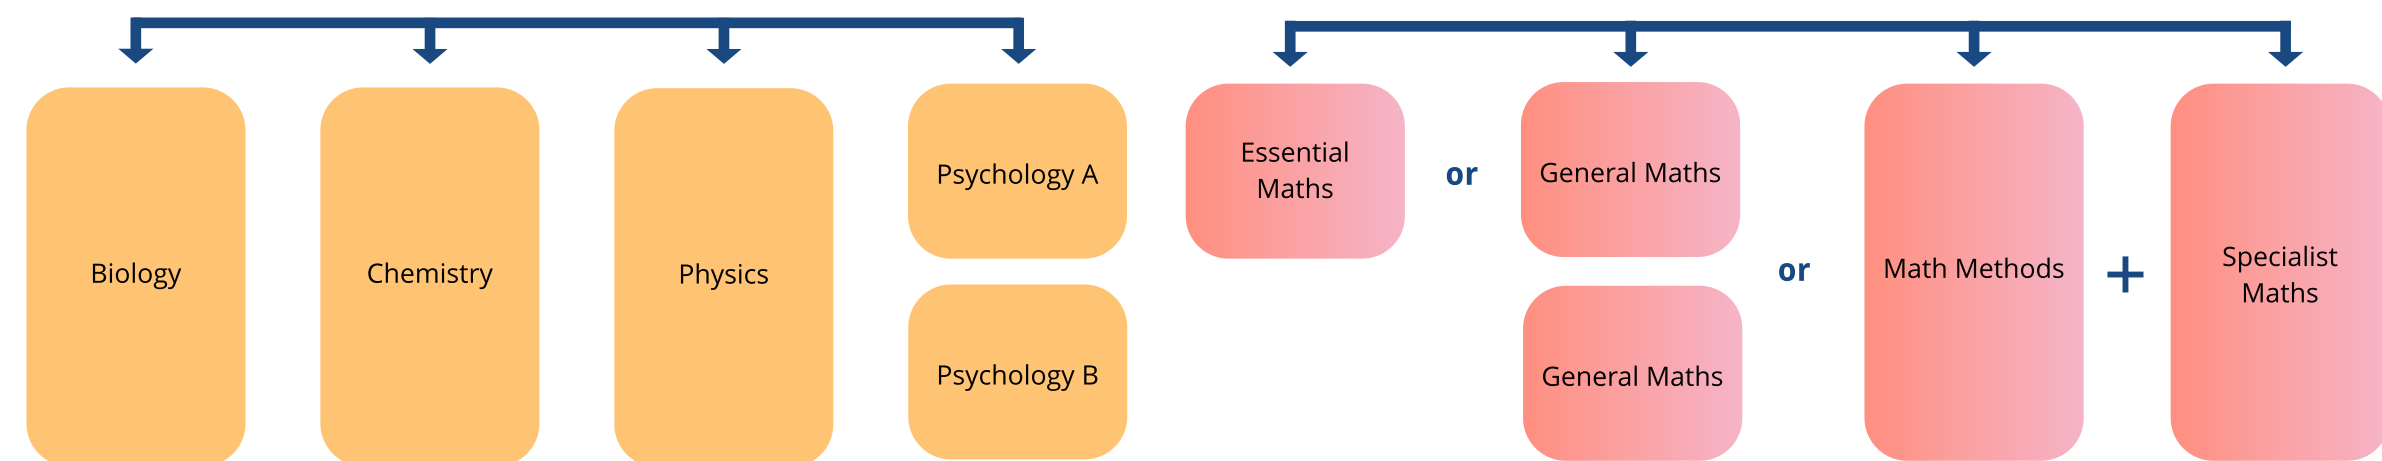 Biology
Chemistry
Physics
Psychology A
Psychology B
Essential
Maths
or
General Maths
General Maths
or
Math Methods
+
Specialist
Maths